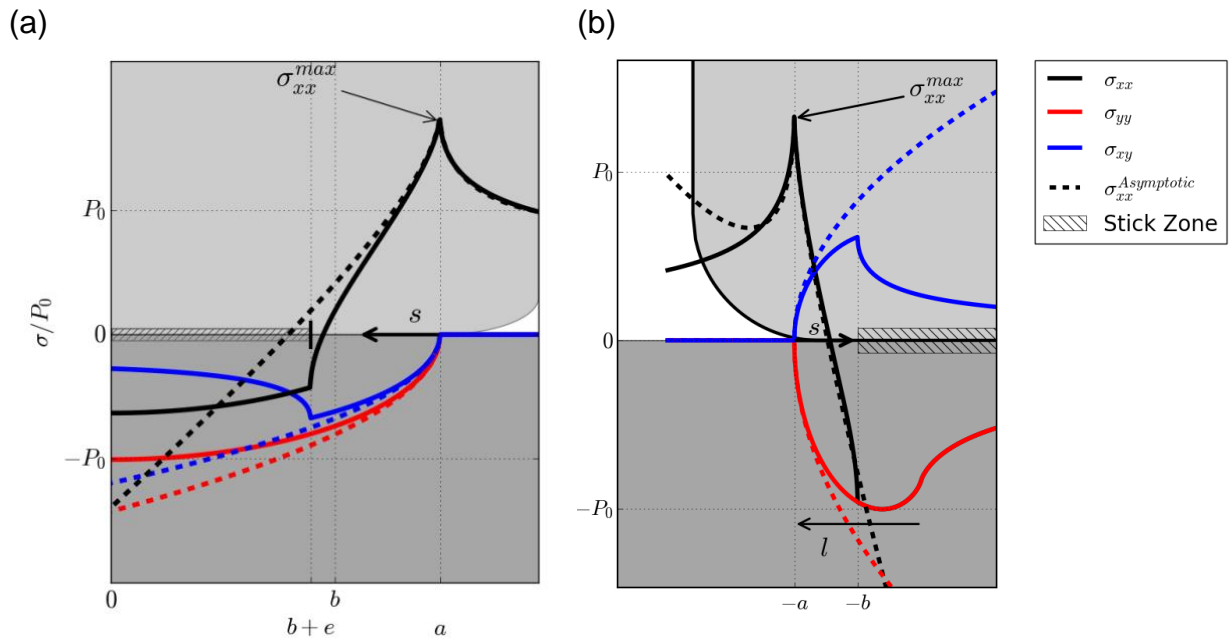 (a)
σ_xx^max
P_0
0
−P_0
σ/P_0
s
0
b + e
b
a
(b)
σ_xx^max
P_0
0
−P_0
s
l
−a
−b
σ_xx
σ_yy
σ_xy
σ_xx^Asymptotic
Stick Zone